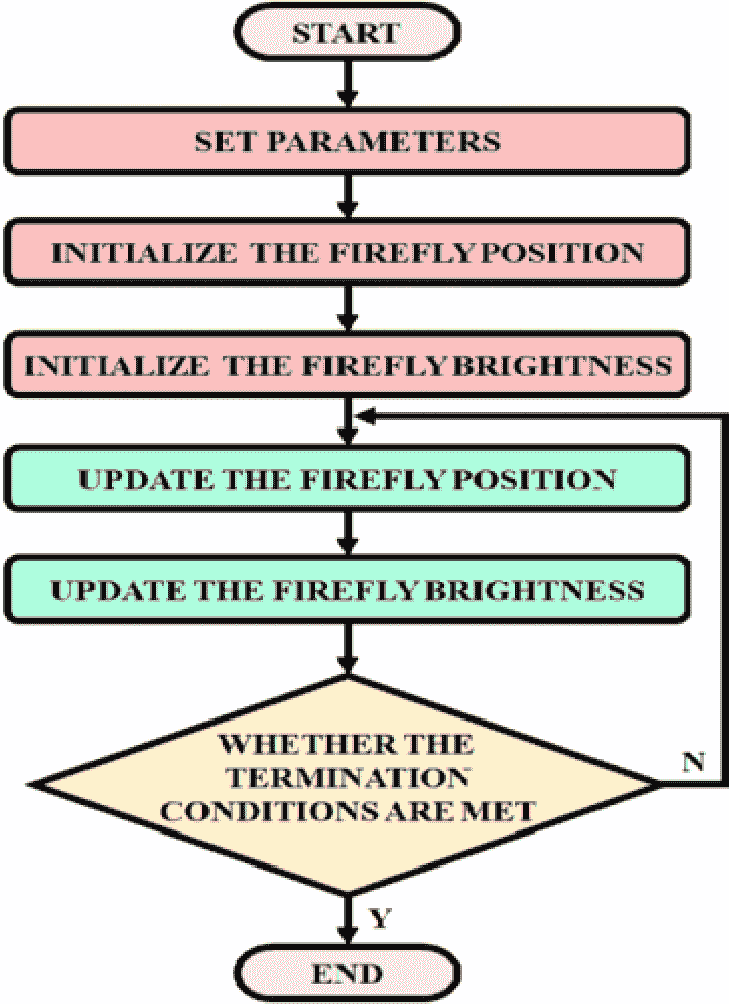 START
SET PARAMETERS
INITIALIZE THE FIREFLY POSITION
INITIALIZE THE FIREFLY BRIGHTNESS
UPDATE THE FIREFLY POSITION
UPDATE THE FIREFLY BRIGHTNESS
WHETHER THE
TERMINATION
CONDITIONS ARE MET
N
Y
END